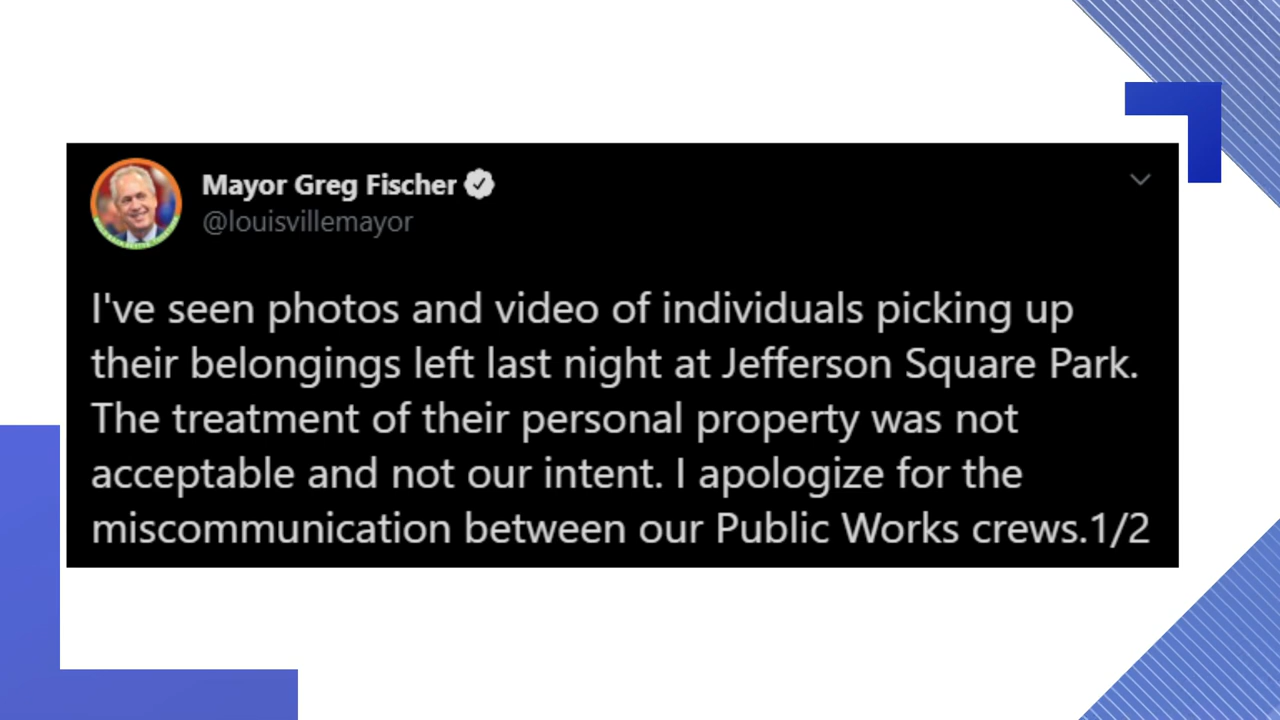 Mayor Greg Fischer
@louisvillemayor
I've seen photos and video of individuals picking up
their belongings left last night at Jefferson Square Park.
The treatment of their personal property was not
acceptable and not our intent. I apologize for the
miscommunication between our Public Works crews.1/2